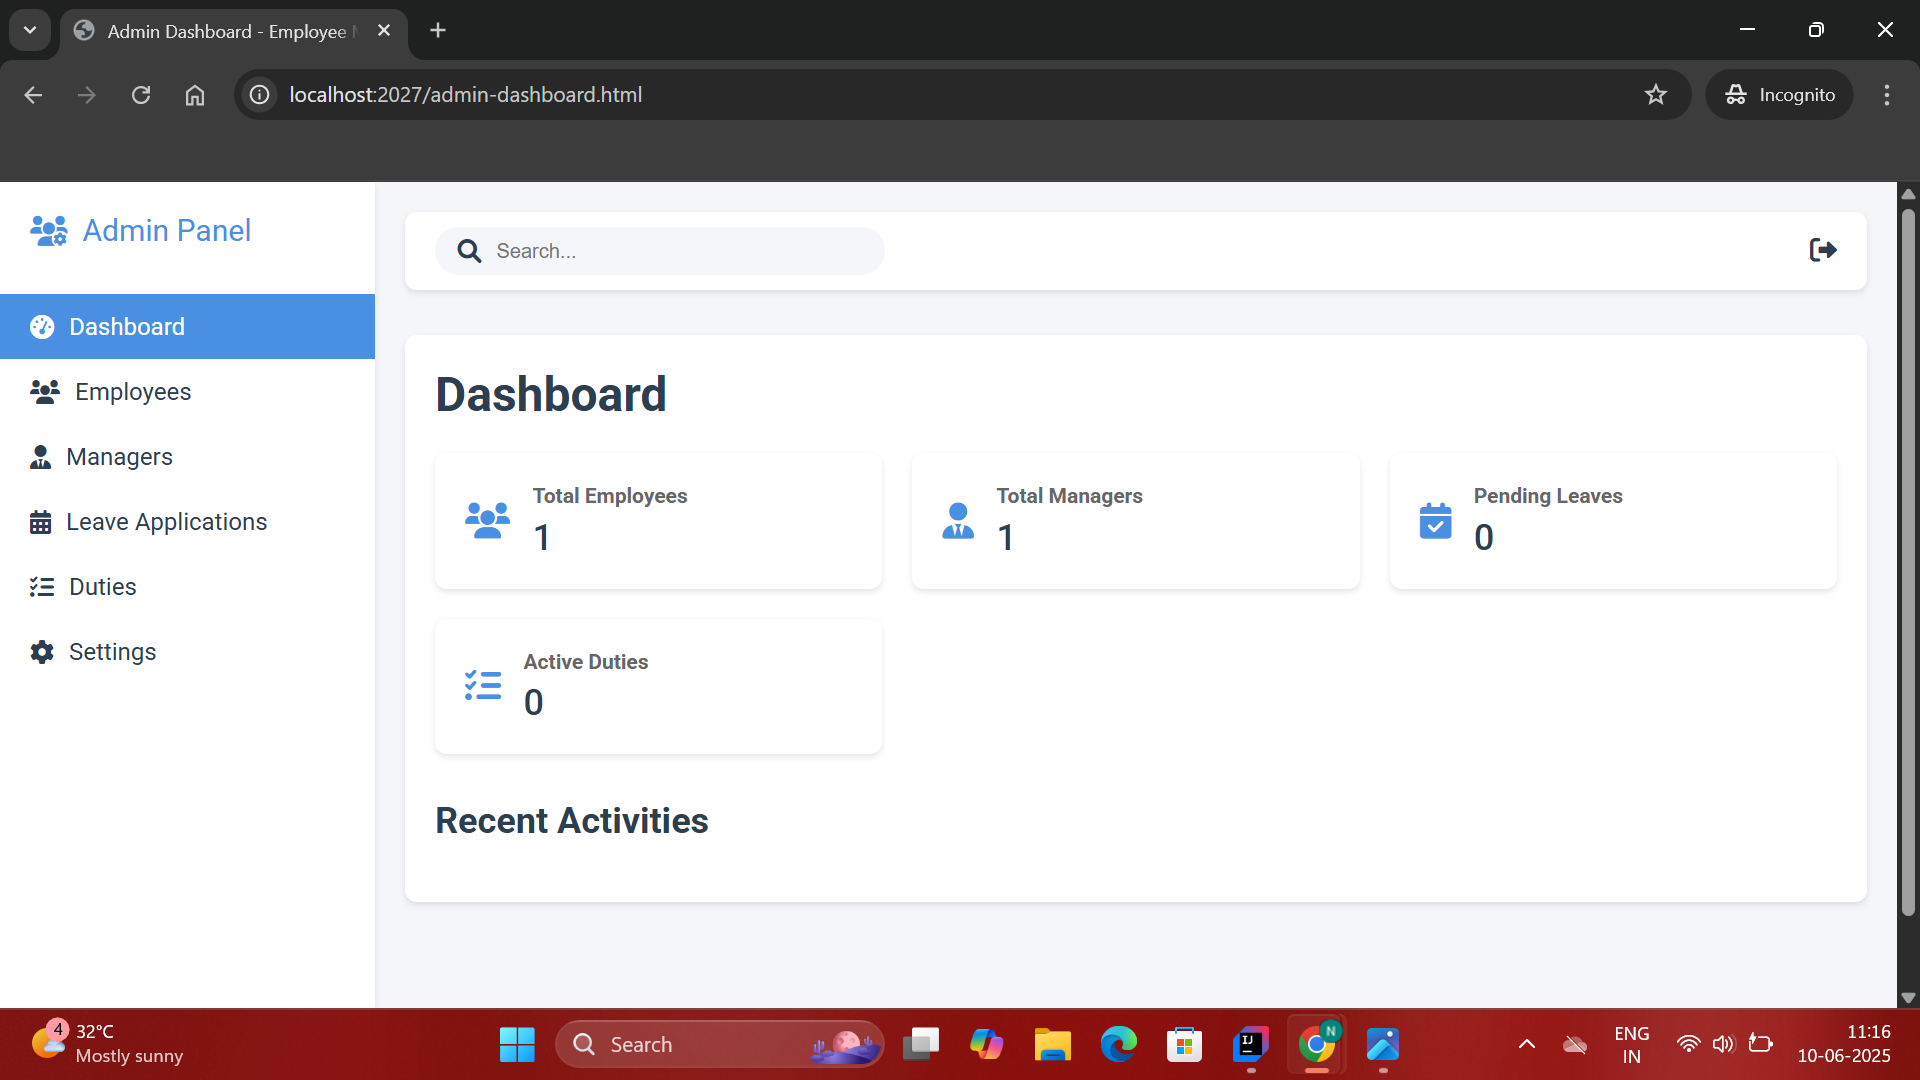 Admin Dashboard - Employee
localhost:2027/admin-dashboard.html
Incognito
Admin Panel
Search...
Dashboard
Employees
Managers
Leave Applications
Duties
Settings
Dashboard
Total Employees
1
Total Managers
1
Pending Leaves
0
Active Duties
0
Recent Activities
4
32°C
Mostly sunny
Search
IJ
N
ENG
IN
11:16
10-06-2025